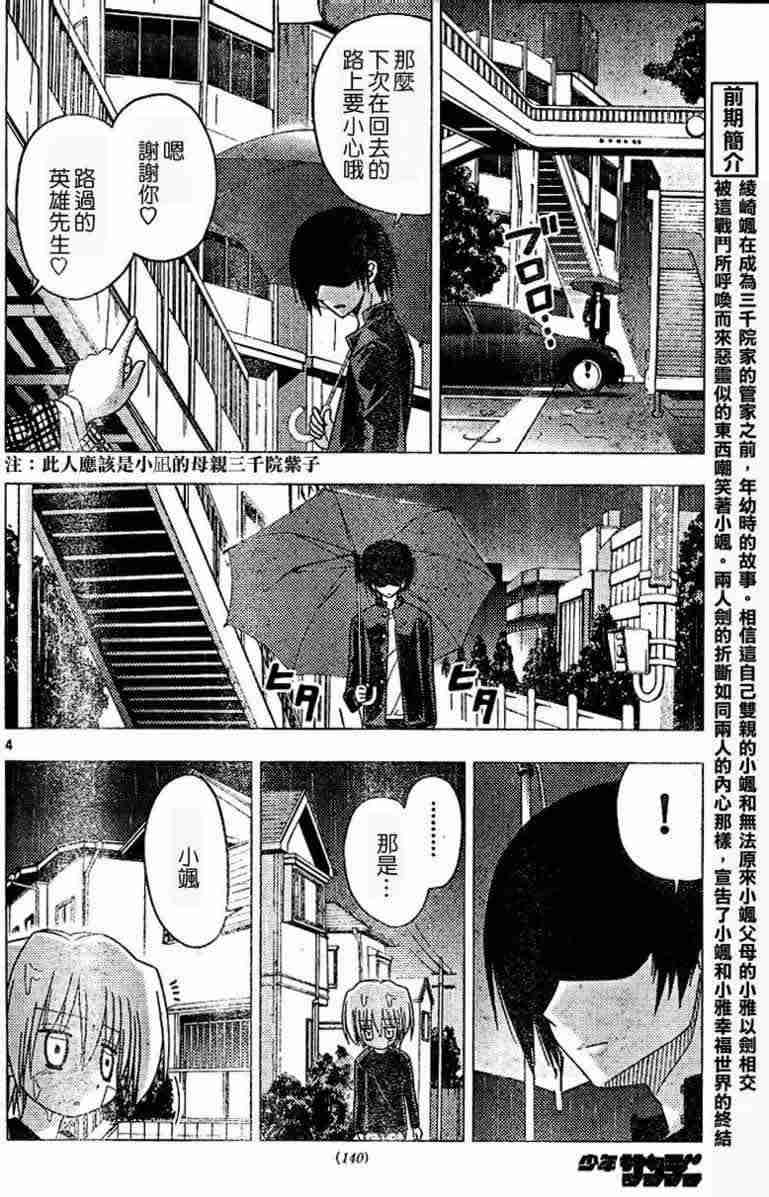 前期簡介
綾崎颯在成為三千院家的管家之前，年幼時的故事。相信這自己雙親的小颯和無法原來小颯父母的小雅以劍相交
被這戰鬥所呼喚而來惡靈似的東西嘲笑著小颯。兩人劍的折斷如同兩人的內心那樣，宣告了小颯和小雅幸福世界的終結
ブロロロ…
那麼
下次在回去的
路上要小心哦
嗯
謝謝你♡
路過的
英雄先生♡
注：此人應該是小凪的母親三千院紫子
ヒタ
ヒタ
4
！
………
那是…
小颯
(140)
少年サンデー